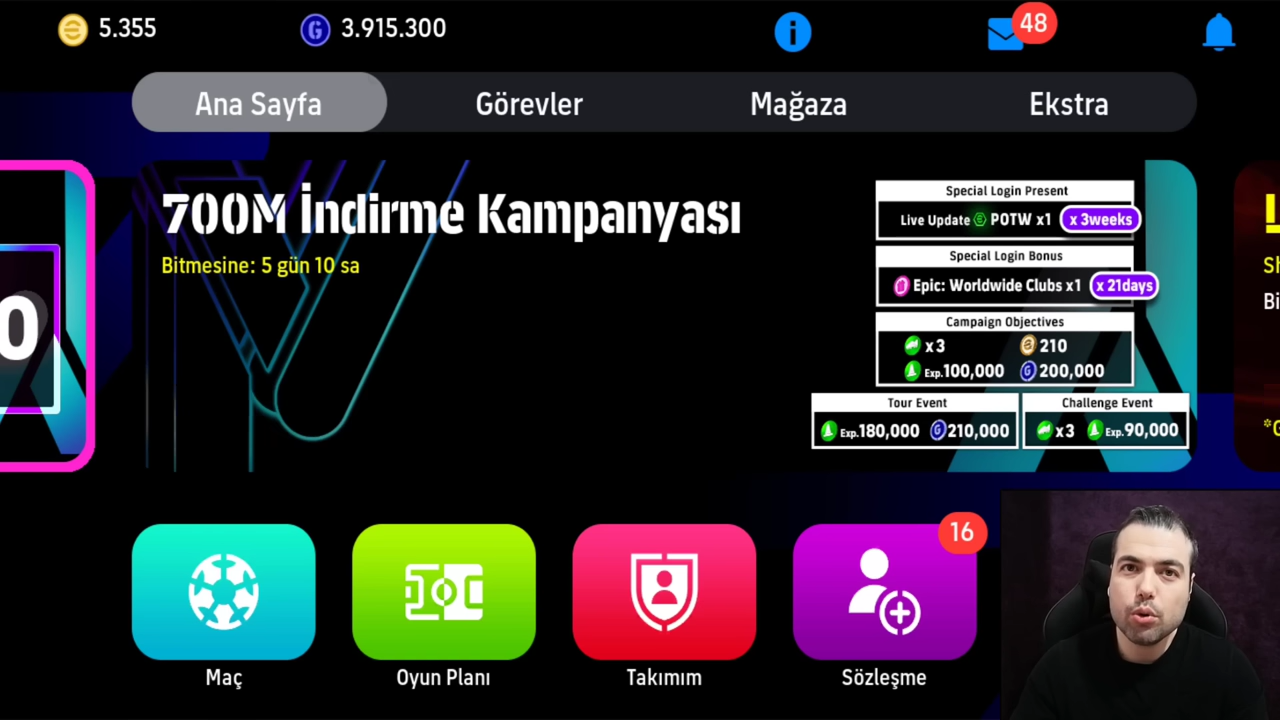 5.355
3.915.300
48
Ana Sayfa
Görevler
Mağaza
Ekstra
0
700M İndirme Kampanyası
Bitmesine: 5 gün 10 sa
Special Login Present
Live Update POTW x1 x 3weeks
Special Login Bonus
Epic: Worldwide Clubs x1 x 21days
Campaign Objectives
x3 210
Exp.100,000 200,000
Tour Event
Exp.180,000 210,000
Challenge Event
x3 Exp.90,000
Sh
Bi
16
Maç
Oyun Planı
Takımım
Sözleşme